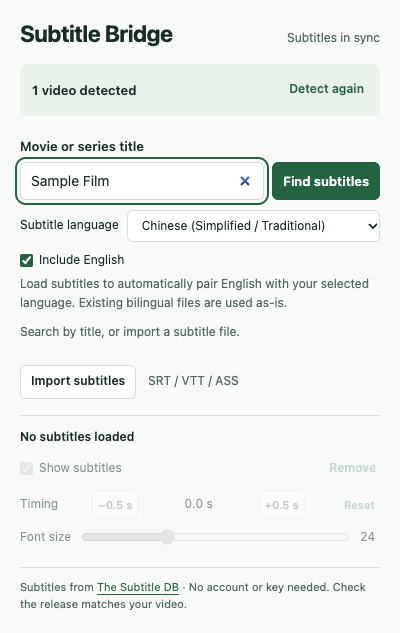 Subtitle Bridge
Subtitles in sync
1 video detected
Detect again
Movie or series title
Sample Film
Find subtitles
Subtitle language
Chinese (Simplified / Traditional)
Include English
Load subtitles to automatically pair English with your selected
language. Existing bilingual files are used as-is.
Search by title, or import a subtitle file.
Import subtitles
SRT / VTT / ASS
No subtitles loaded
Show subtitles
Remove
Timing
−0.5 s
0.0 s
+0.5 s
Reset
Font size
24
Subtitles from The Subtitle DB · No account or key needed. Check
the release matches your video.